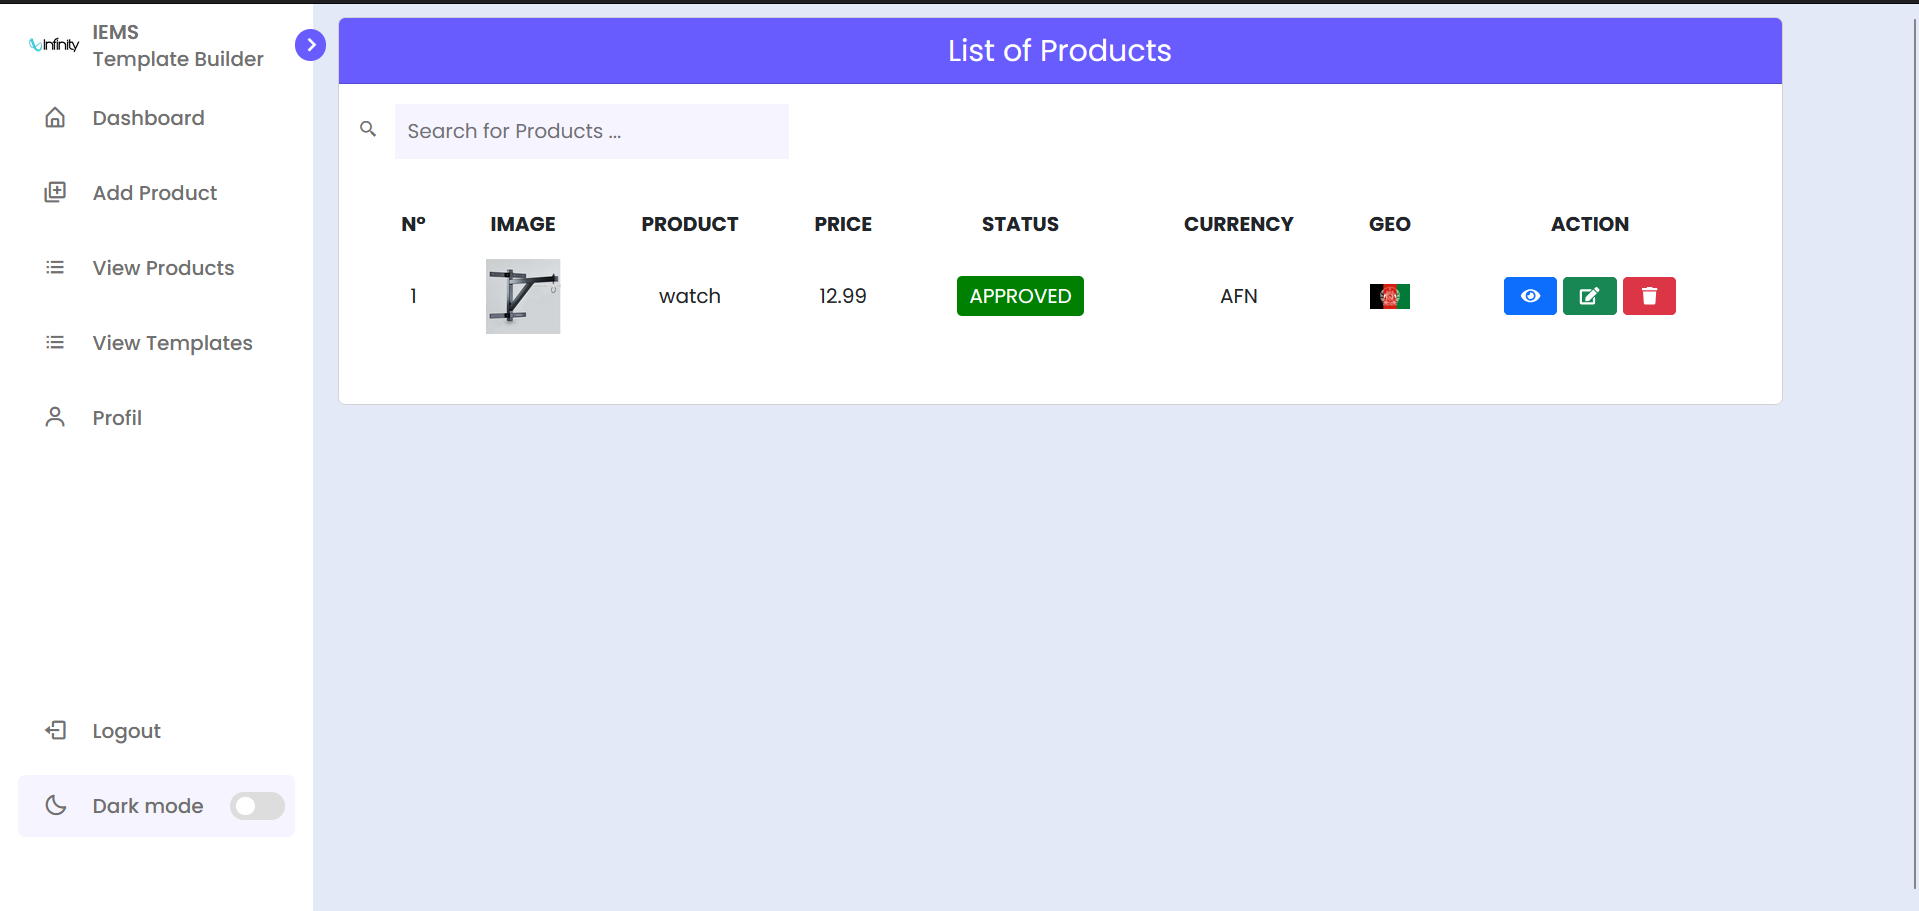 Infinity
IEMS
Template Builder
Dashboard
Add Product
View Products
View Templates
Profil
Logout
Dark mode
List of Products
Search for Products ...
Nº IMAGE PRODUCT PRICE STATUS CURRENCY GEO ACTION
1 watch 12.99 APPROVED AFN